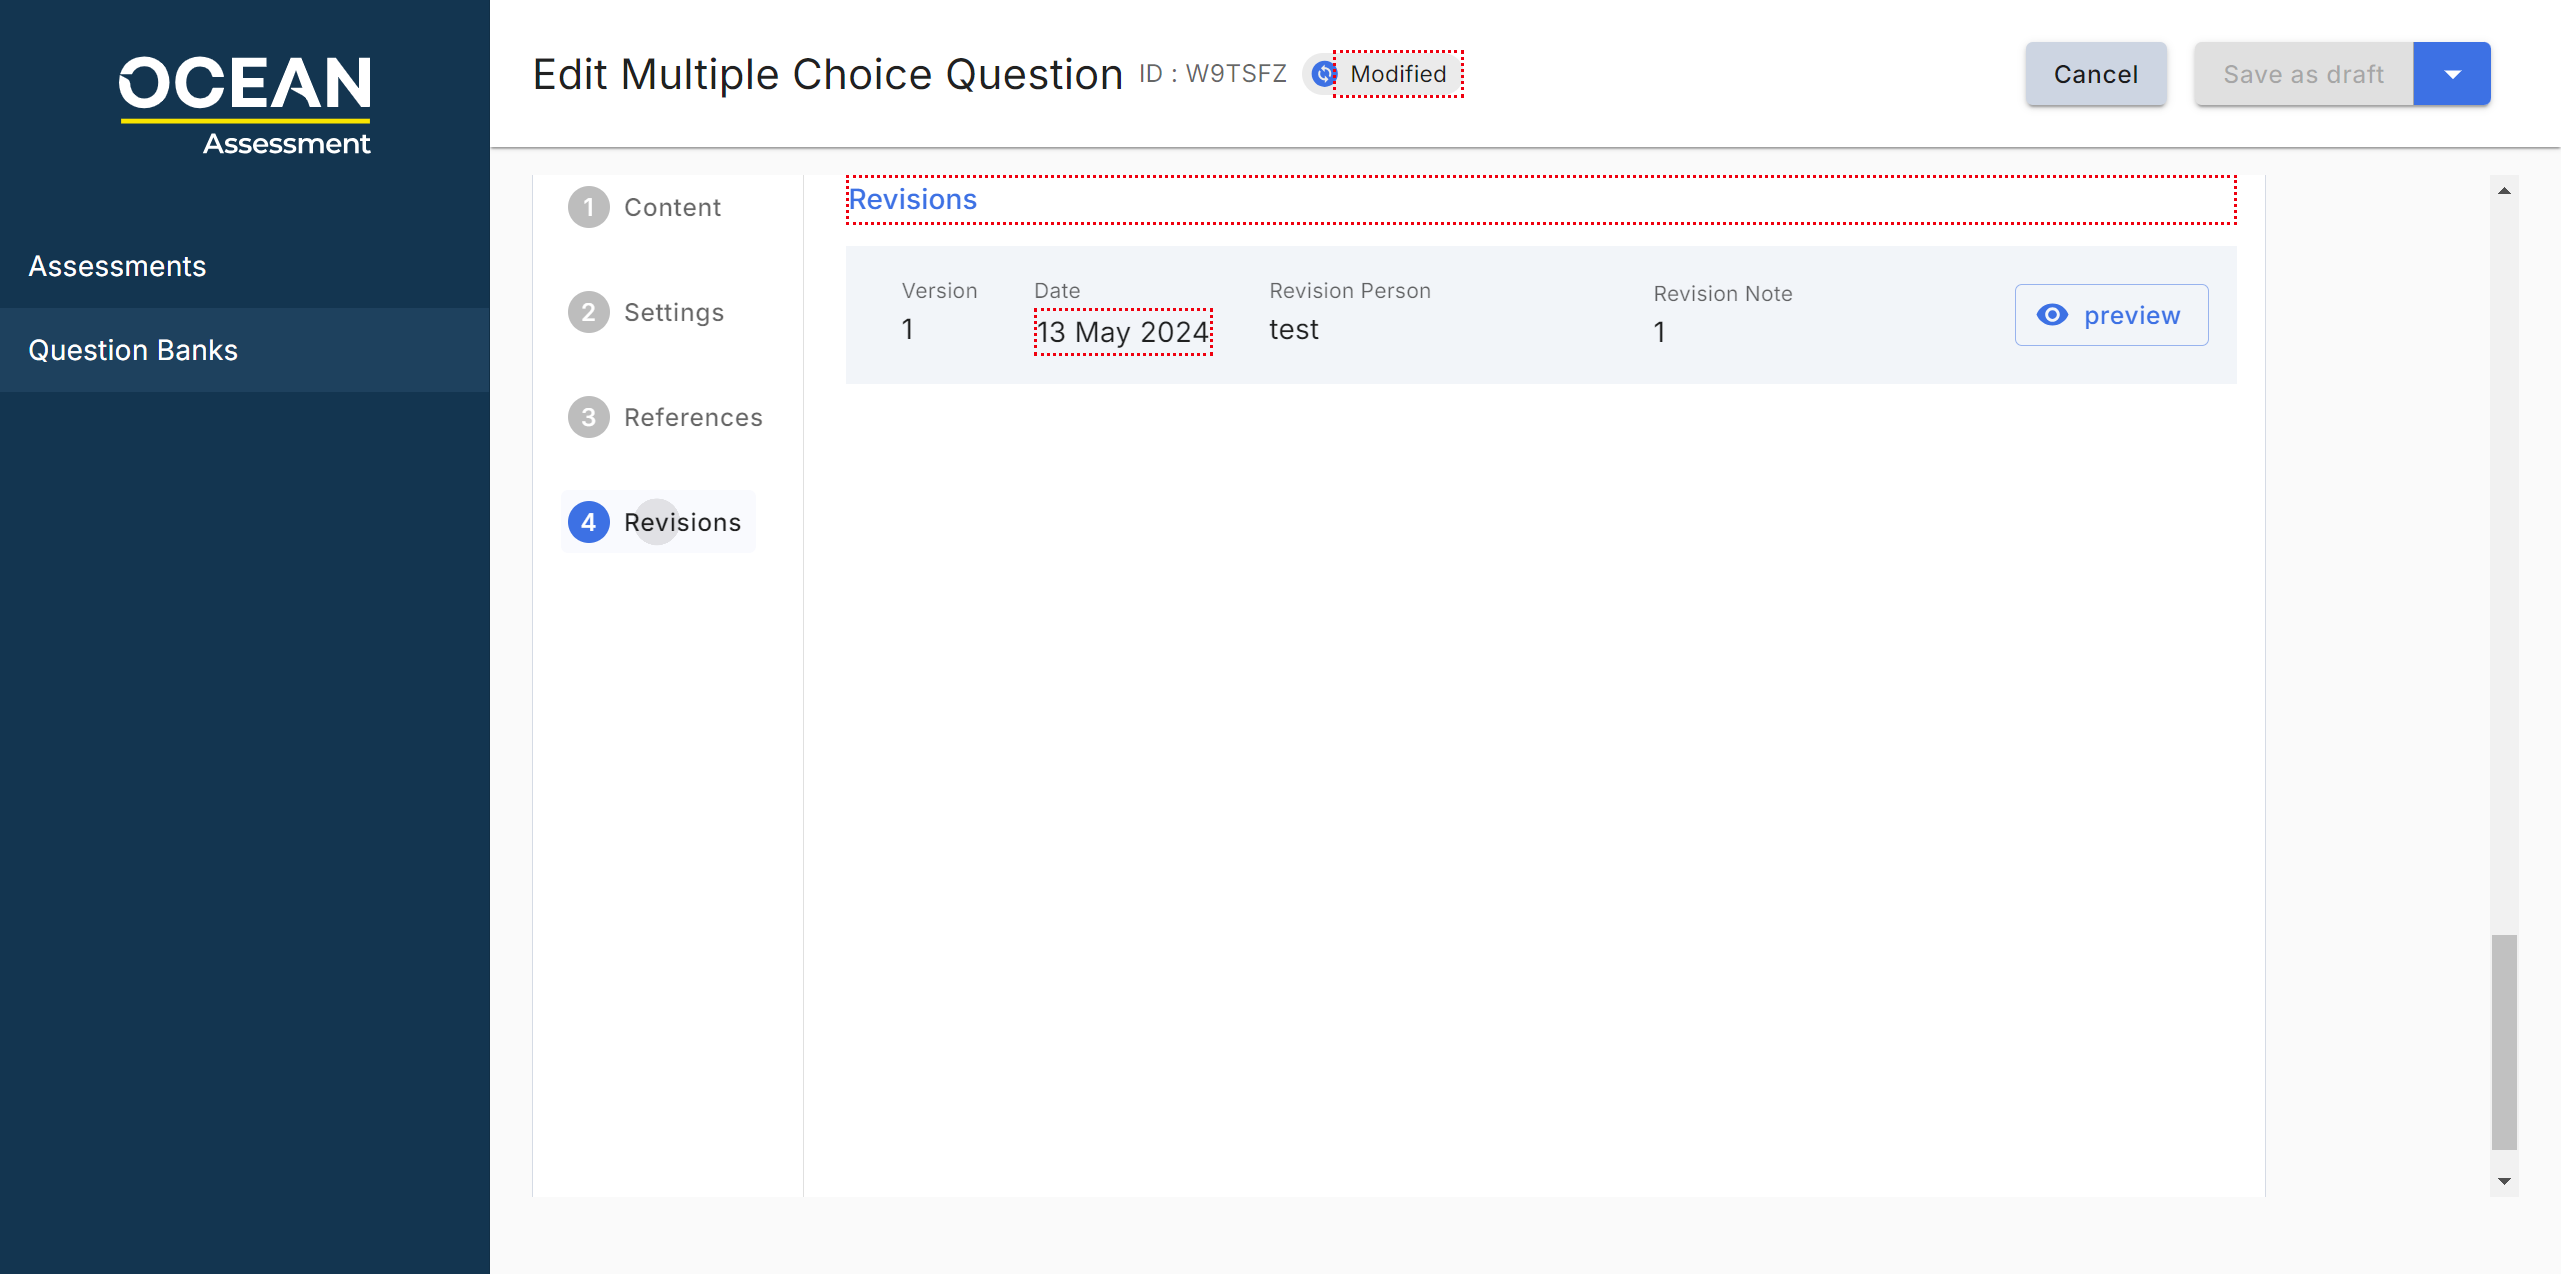 OCEAN
Assessment
Assessments
Question Banks
Edit Multiple Choice Question ID : W9TSFZ Modified
Cancel
Save as draft
1 Content
2 Settings
3 References
4 Revisions
Revisions
Version Date Revision Person Revision Note
1 13 May 2024 test 1
preview